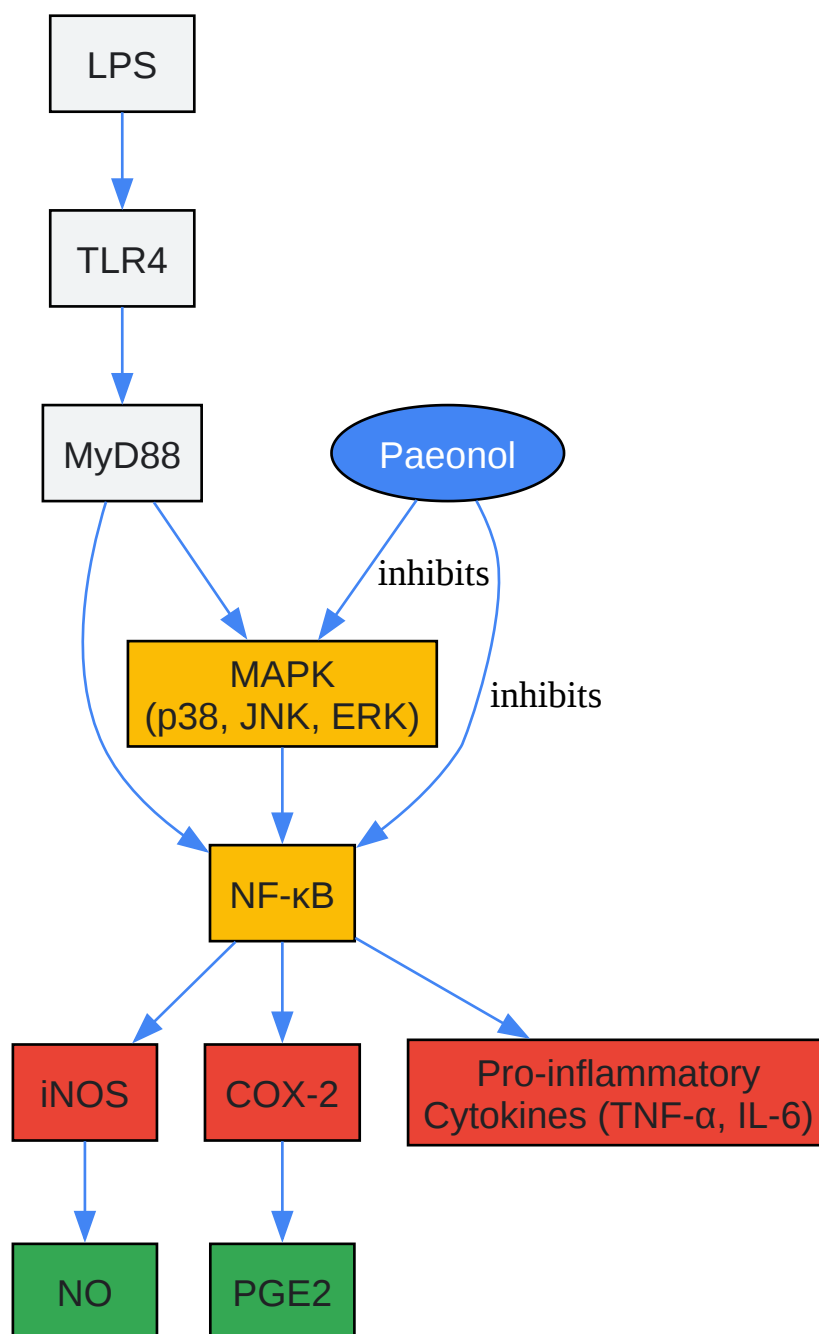 LPS
TLR4
MyD88
Paeonol
inhibits
MAPK
(p38, JNK, ERK)
inhibits
NF-κB
iNOS
COX-2
Pro-inflammatory
Cytokines (TNF-α, IL-6)
NO
PGE2